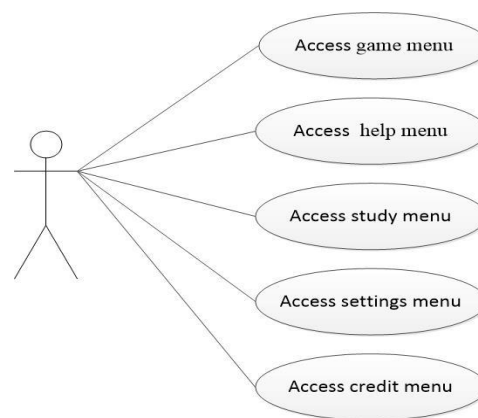 Access game menu
Access help menu
Access study menu
Access settings menu
Access credit menu